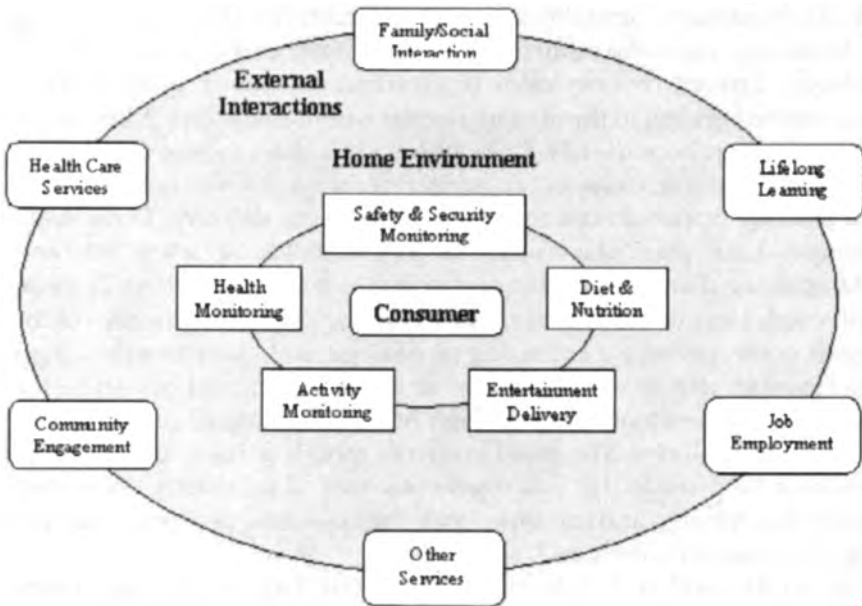 Family/Social
Interaction
External
Interactions
Health Care
Services
Home Environment
Lifelong
Learning
Safety & Security
Monitoring
Health
Monitoring
Consumer
Diet &
Nutrition
Activity
Monitoring
Entertainment
Delivery
Community
Engagement
Job
Employment
Other
Services